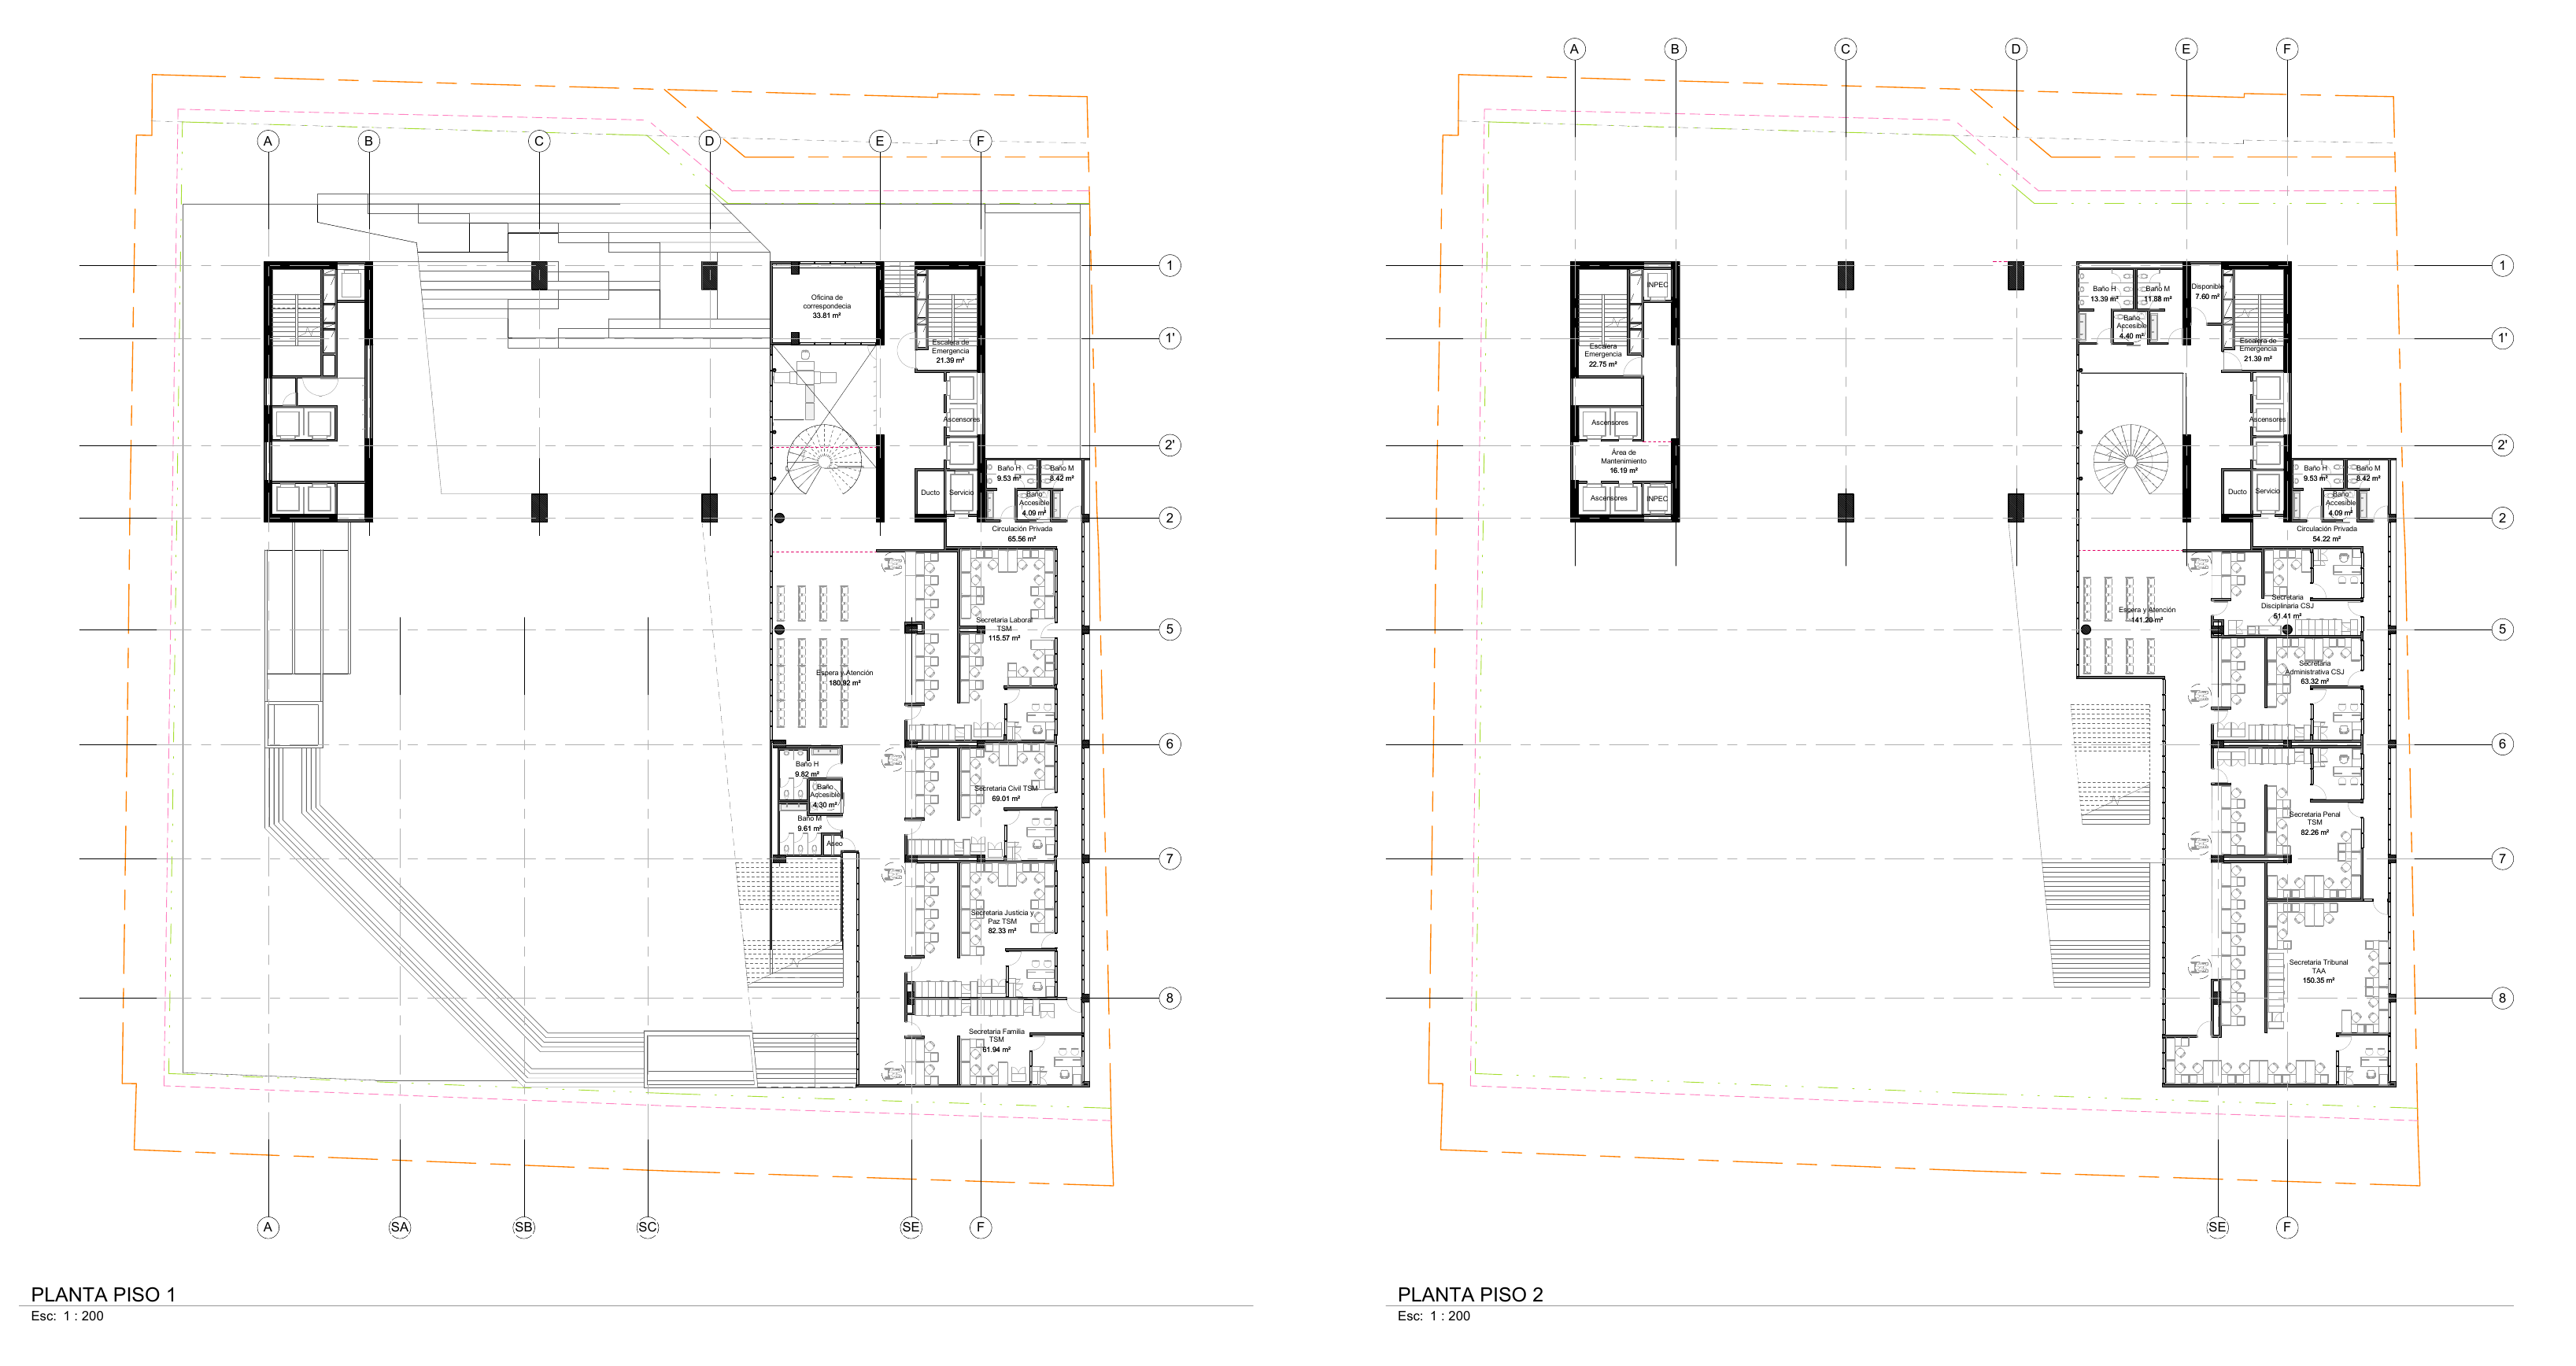 A
B
C
D
E
F
1
1'
2'
2
5
6
7
8
Oficina de
correspondecia
33.81 m²
Escalera de
Emergencia
21.39 m²
Ascensores
Ducto
Servicio
Baño H
9.53 m²
Baño M
8.42 m²
Baño
Accesible
4.09 m²
Circulación Privada
65.56 m²
Secretaria Laboral
TSM
115.57 m²
Espera y Atención
180.92 m²
Baño H
9.82 m²
Baño
Accesible
4.30 m²
Baño M
9.61 m²
Aseo
Secretaria Civil TSM
69.01 m²
Secretaria Justicia y
Paz TSM
82.33 m²
Secretaria Familia
TSM
61.94 m²
A
SA
SB
SC
SE
F
PLANTA PISO 1
Esc: 1 : 200
A
B
C
D
E
F
1
1'
2'
2
5
6
7
8
INPEC
Escalera
Emergencia
22.75 m²
Ascensores
Área de
Mantenimiento
16.19 m²
Ascensores
INPEC
Baño H
13.39 m²
Baño M
11.88 m²
Disponible
7.60 m²
Baño
Accesible
4.40 m²
Escalera de
Emergencia
21.39 m²
Ascensores
Ducto
Servicio
Baño H
9.53 m²
Baño M
8.42 m²
Baño
Accesible
4.09 m²
Circulación Privada
54.22 m²
Secretaria
Disciplinaria CSJ
51.41 m²
Espera y Atención
141.20 m²
Secretaria
Administrativa CSJ
63.32 m²
Secretaria Penal
TSM
82.26 m²
Secretaria Tribunal
TAA
150.35 m²
SE
F
PLANTA PISO 2
Esc: 1 : 200